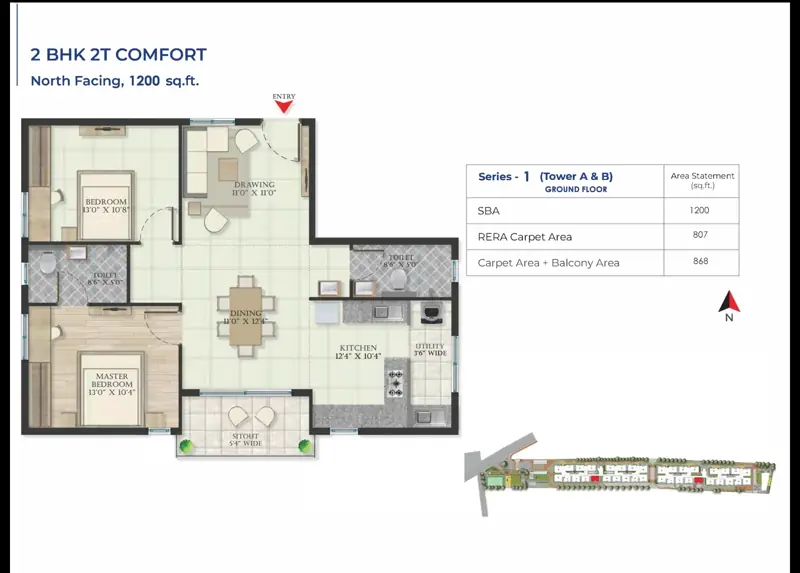 2 BHK 2T COMFORT
North Facing, 1200 sq.ft.
ENTRY
DRAWING
11'0" X 11'0"
BEDROOM
13'0" X 10'8"
TOILET
8'6" X 5'0"
TOILET
8'6" X 5'0"
DINING
11'0" X 12'4"
KITCHEN
12'4" X 10'4"
UTILITY
3'6" WIDE
MASTER
BEDROOM
13'0" X 10'4"
SITOUT
5'4" WIDE
Series - 1 (Tower A & B)
GROUND FLOOR
Area Statement
(sq.ft.)
SBA 1200
RERA Carpet Area 807
Carpet Area + Balcony Area 868
N